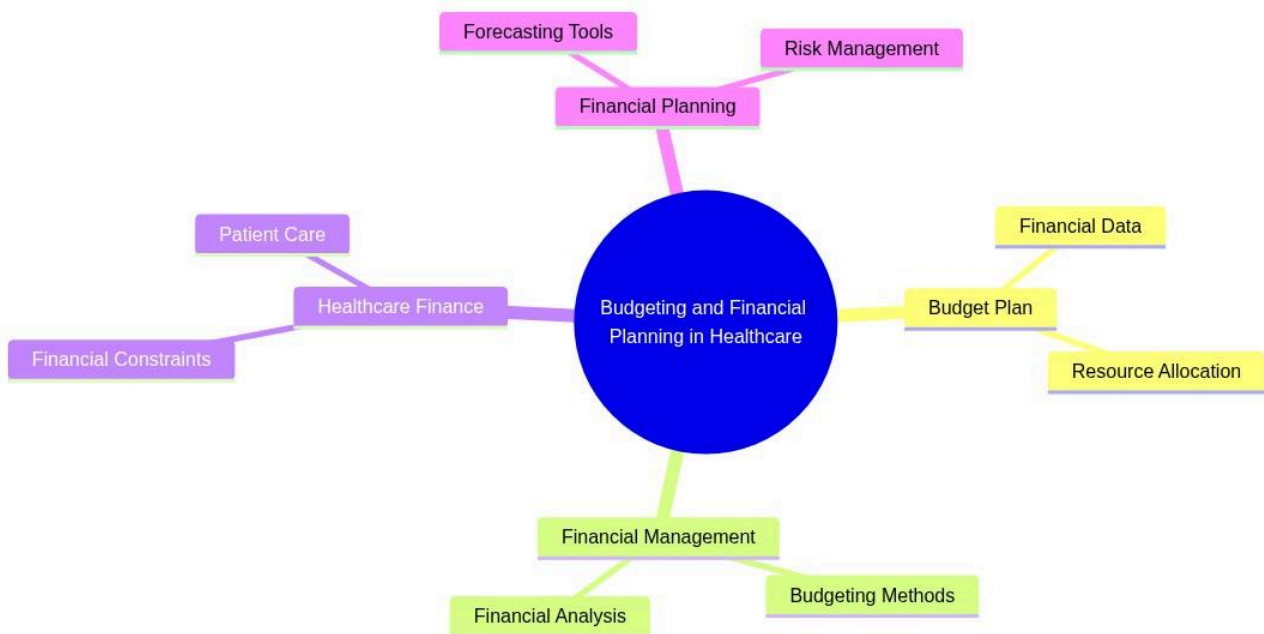 Forecasting Tools
Risk Management
Financial Planning
Patient Care
Financial Data
Healthcare Finance
Budgeting and Financial
Planning in Healthcare
Budget Plan
Financial Constraints
Resource Allocation
Financial Management
Financial Analysis
Budgeting Methods